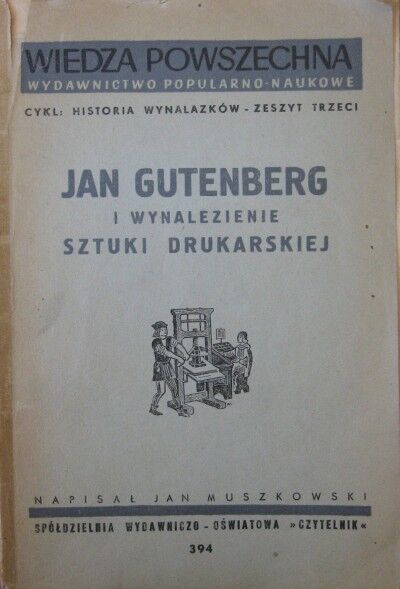 WIEDZA POWSZECHNA
WYDAWNICTWO POPULARNO-NAUKOWE
CYKL: HISTORIA WYNALAZKÓW - ZESZYT TRZECI
JAN GUTENBERG
I WYNALEZIENIE
SZTUKI DRUKARSKIEJ
NAPISAŁ JAN MUSZKOWSKI
SPÓŁDZIELNIA WYDAWNICZO - OŚWIATOWA »CZYTELNIK«
394